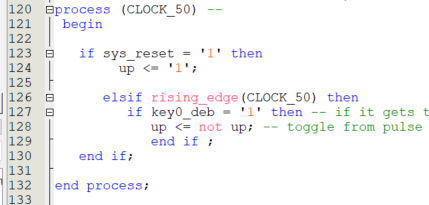 120 process (CLOCK_50) --
121 begin
122
123 if sys_reset = '1' then
124 up <= '1';
125
126 elsif rising_edge(CLOCK_50) then
127 if key0_deb = '1' then -- if it gets t
128 up <= not up; -- toggle from pulse
129 end if ;
130 end if;
131
132 end process;
133